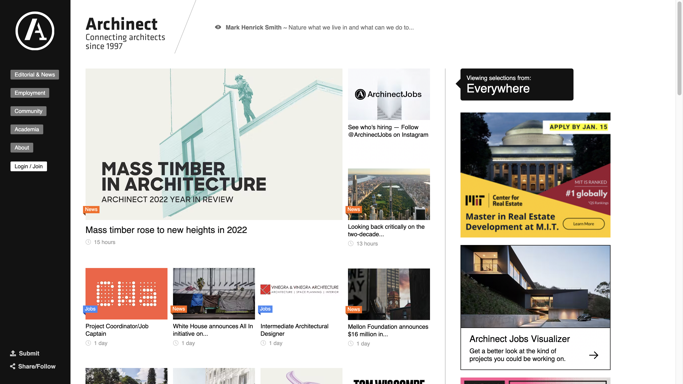 Editorial & News
Employment
Community
Academia
About
Login / Join
Submit
Share/Follow
Archinect
Connecting architects
since 1997
Mark Henrick Smith – Nature what we live in and what can we do to...
MASS TIMBER
IN ARCHITECTURE
ARCHINECT 2022 YEAR IN REVIEW
News
Mass timber rose to new heights in 2022
15 hours
ArchinectJobs
See who's hiring — Follow
@ArchinectJobs on Instagram
News
Looking back critically on the
two-decade...
13 hours
Jobs
Project Coordinator/Job
Captain
1 day
News
White House announces All In
initiative on...
1 day
VINEGRA & VINEGRA ARCHITECTURE
Jobs
Intermediate Architectural
Designer
1 day
News
Mellon Foundation announces
$16 million in...
1 day
Viewing selections from:
Everywhere
APPLY BY JAN. 15
MIT IS RANKED
#1 globally
MIT
Center for
Real Estate
Master in Real Estate
Development at M.I.T.
Learn More
Archinect Jobs Visualizer
Get a better look at the kind of
projects you could be working on.